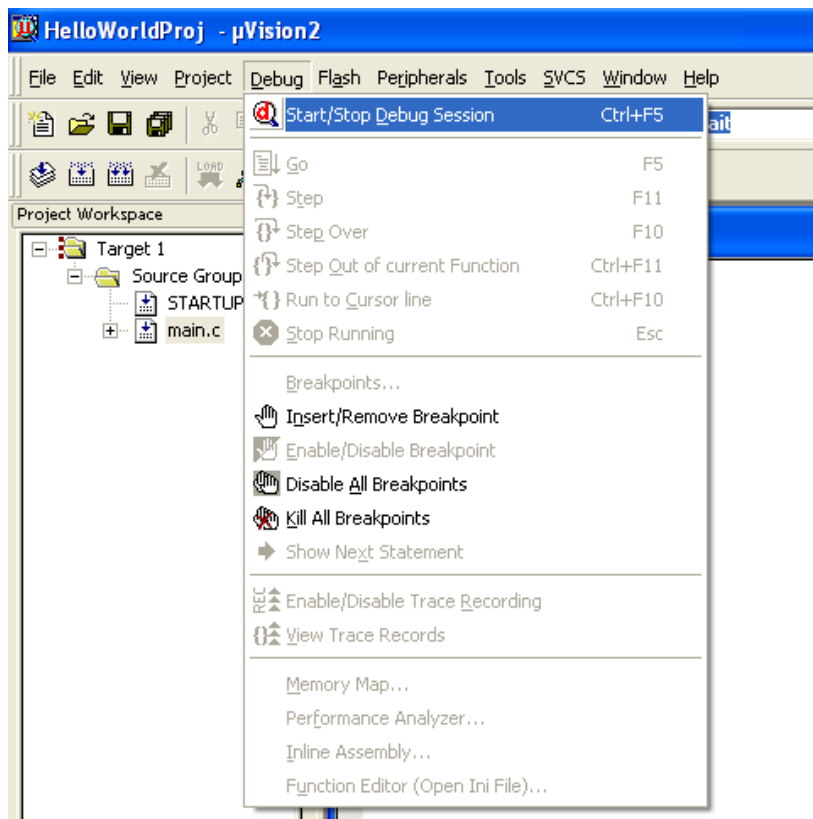 HelloWorldProj - µVision2
File Edit View Project Debug Flash Peripherals Tools SVCS Window Help
Start/Stop Debug Session Ctrl+F5
ait
LOAD
Go F5
Step F11
Project Workspace
Step Over F10
Target 1
Step Out of current Function Ctrl+F11
Source Group
STARTUP
Run to Cursor line Ctrl+F10
main.c
Stop Running Esc
Breakpoints...
Insert/Remove Breakpoint
Enable/Disable Breakpoint
Disable All Breakpoints
Kill All Breakpoints
Show Next Statement
REC Enable/Disable Trace Recording
View Trace Records
Memory Map...
Performance Analyzer...
Inline Assembly...
Function Editor (Open Ini File)...